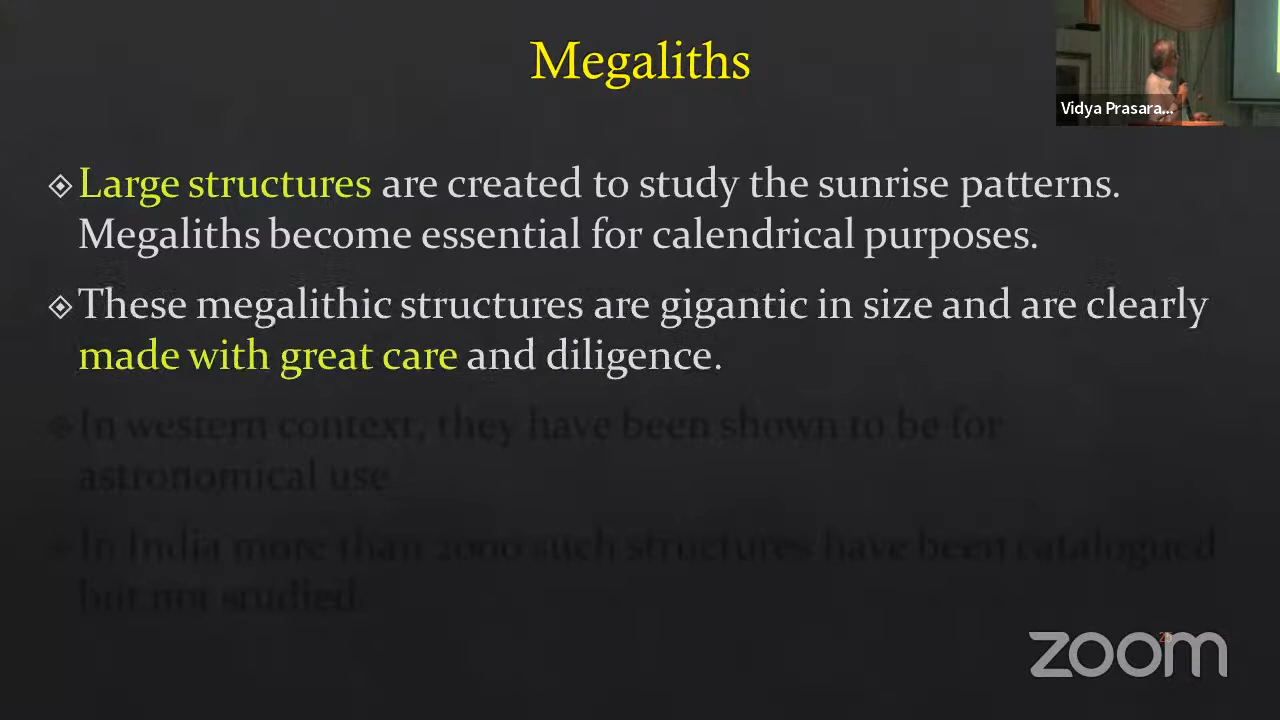 Megaliths
Vidya Prasara...
Large structures are created to study the sunrise patterns.
Megaliths become essential for calendrical purposes.
These megalithic structures are gigantic in size and are clearly
made with great care and diligence.
In western context, they have been shown to be for
astronomical use
In India more than 2000 such structures have been catalogued
but not studied
25
zoom